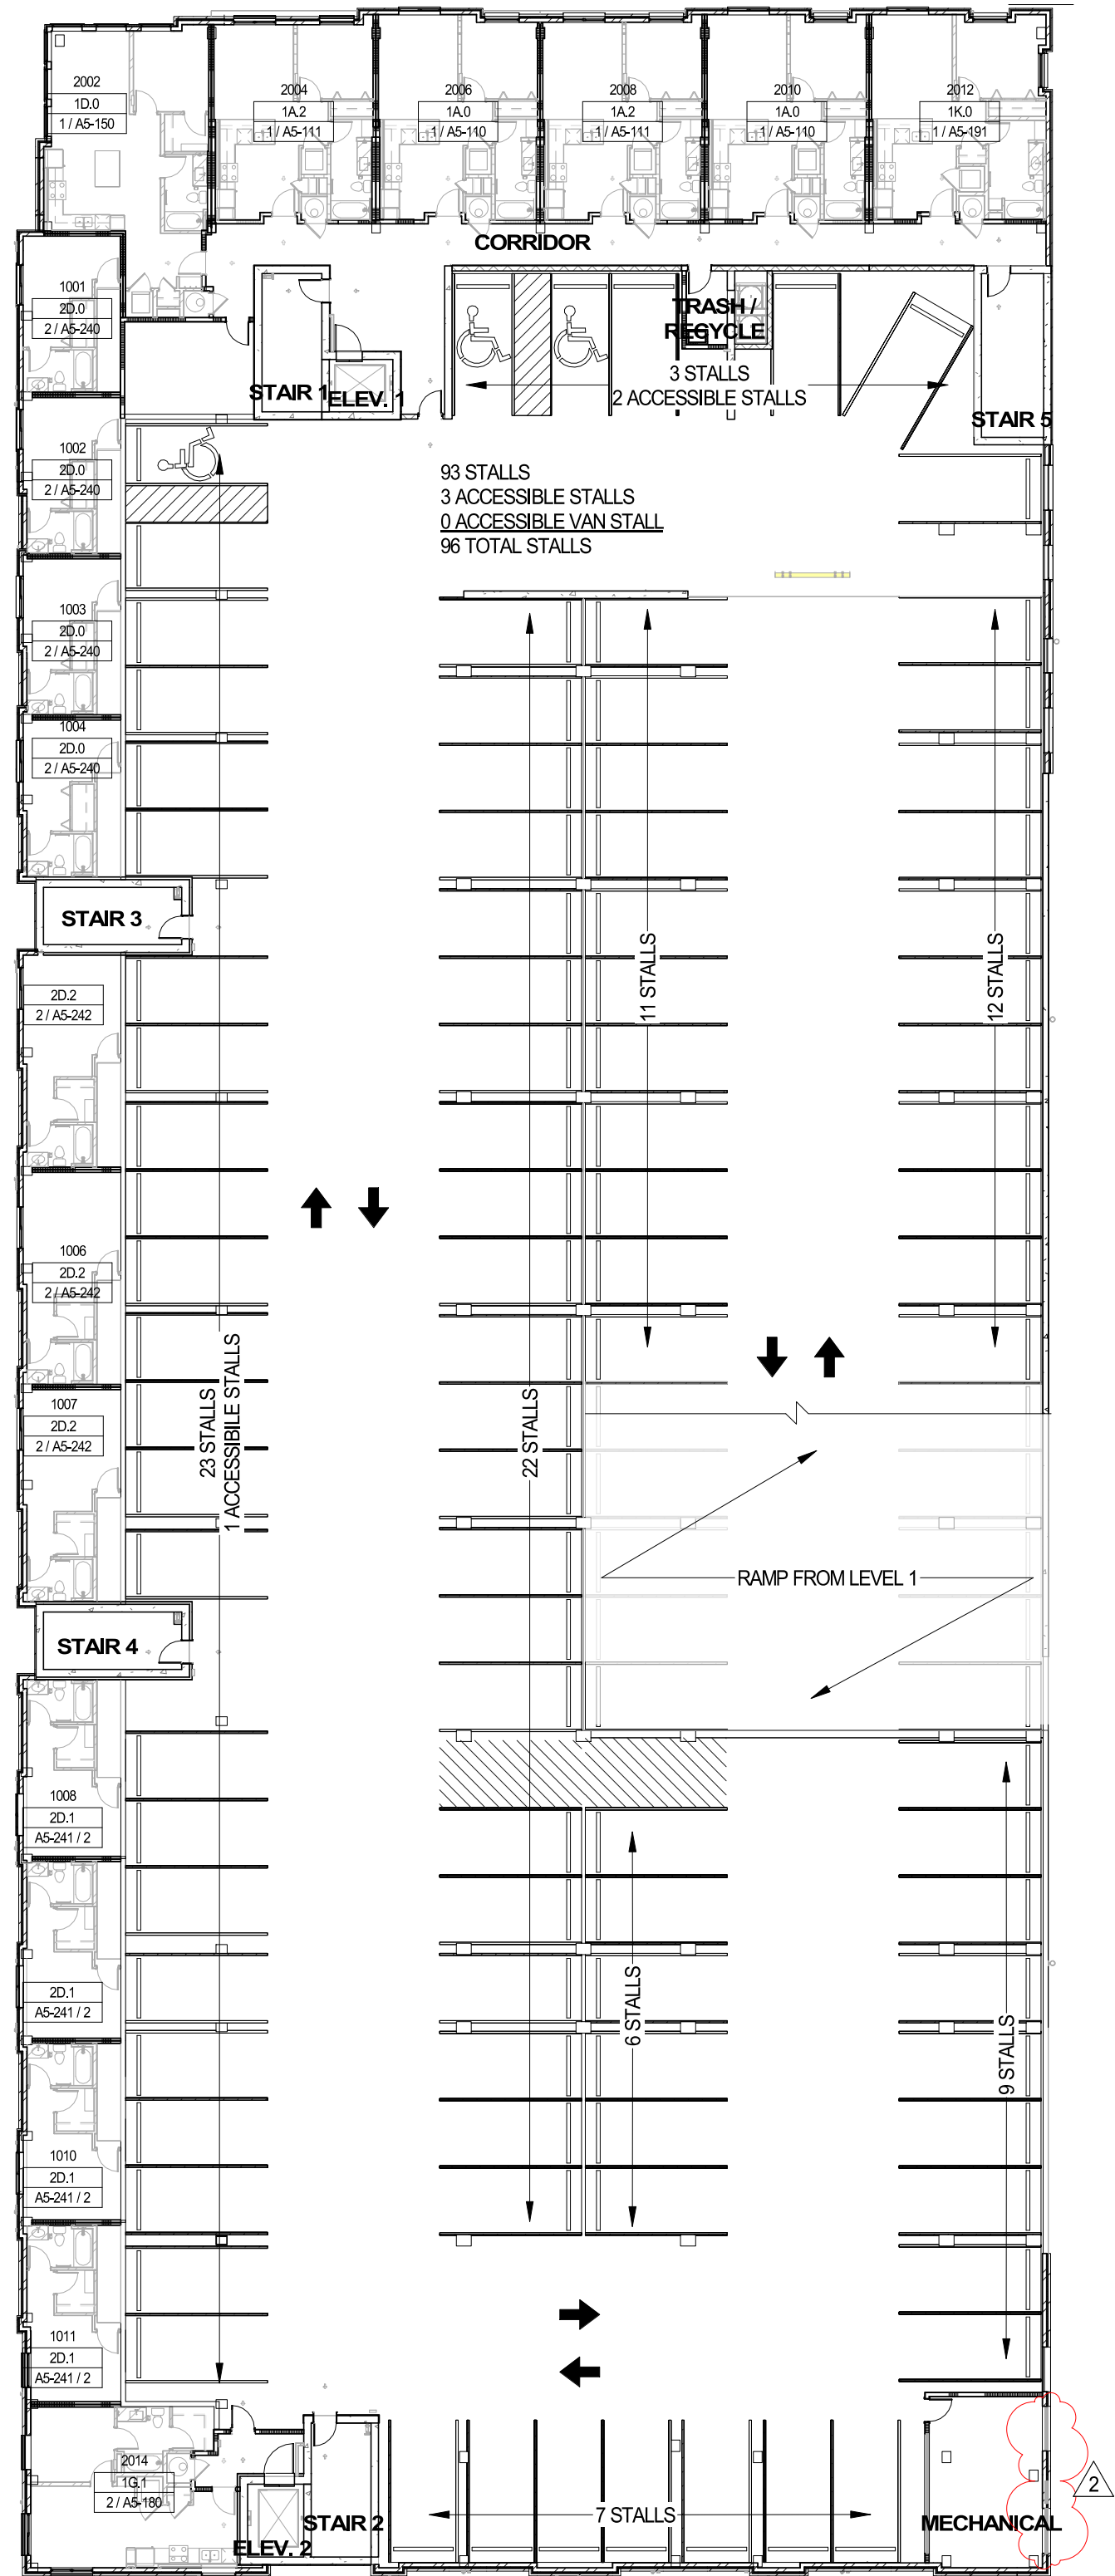 2002
1D.0
1 / A5-150
2004
1A.2
1 / A5-111
2006
1A.0
1 / A5-110
2008
1A.2
1 / A5-111
2010
1A.0
1 / A5-110
2012
1K.0
1 / A5-191
CORRIDOR
1001
2D.0
2 / A5-240
TRASH /
RECYCLE
3 STALLS
2 ACCESSIBLE STALLS
STAIR 1
ELEV. 1
STAIR 5
1002
2D.0
2 / A5-240
93 STALLS
3 ACCESSIBLE STALLS
0 ACCESSIBLE VAN STALL
96 TOTAL STALLS
1003
2D.0
2 / A5-240
1004
2D.0
2 / A5-240
STAIR 3
11 STALLS
12 STALLS
2D.2
2 / A5-242
1006
2D.2
2 / A5-242
1007
2D.2
2 / A5-242
23 STALLS
1 ACCESSIBILE STALLS
22 STALLS
RAMP FROM LEVEL 1
STAIR 4
1008
2D.1
A5-241 / 2
2D.1
A5-241 / 2
6 STALLS
9 STALLS
1010
2D.1
A5-241 / 2
1011
2D.1
A5-241 / 2
2014
1G.1
2 / A5-180
ELEV. 2
STAIR 2
7 STALLS
MECHANICAL
2